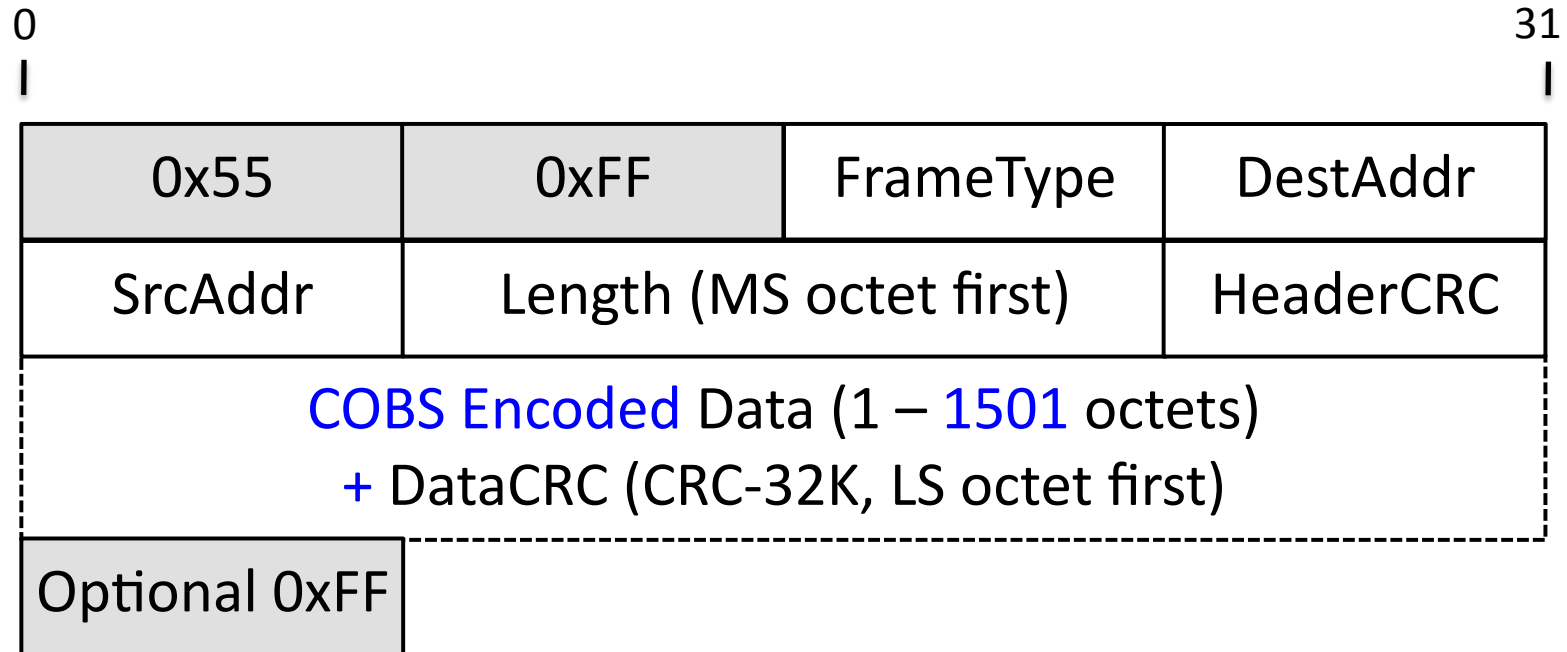 0 31
0x55 0xFF FrameType DestAddr
SrcAddr Length (MS octet first) HeaderCRC
COBS Encoded Data (1 – 1501 octets)
+ DataCRC (CRC-32K, LS octet first)
Optional 0xFF